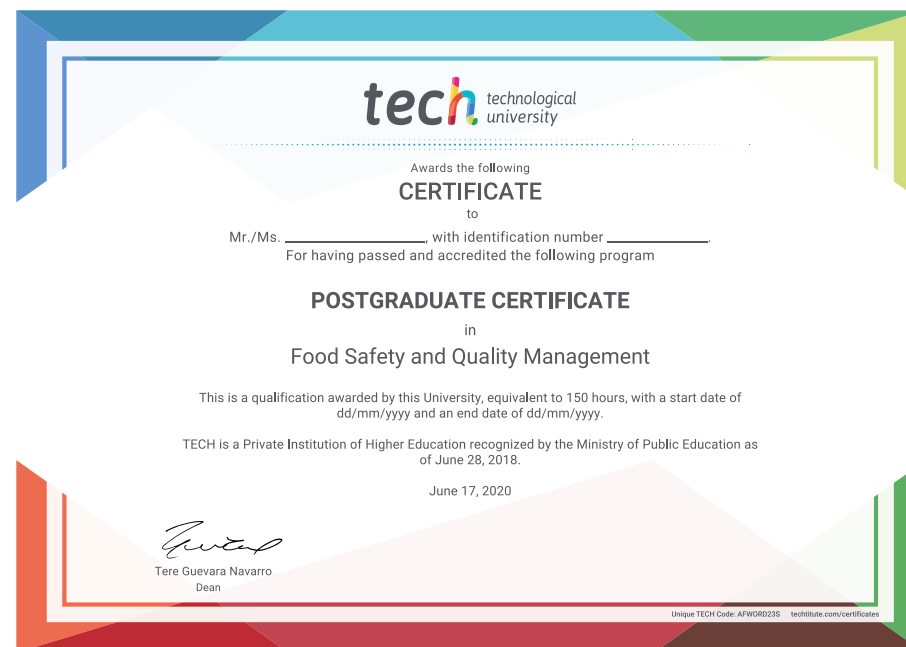 tech technological
university
Awards the following
CERTIFICATE
to
Mr./Ms. ____________________, with identification number ______________.
For having passed and accredited the following program
POSTGRADUATE CERTIFICATE
in
Food Safety and Quality Management
This is a qualification awarded by this University, equivalent to 150 hours, with a start date of
dd/mm/yyyy and an end date of dd/mm/yyyy.
TECH is a Private Institution of Higher Education recognized by the Ministry of Public Education as
of June 28, 2018.
June 17, 2020
Tere Guevara Navarro
Dean
Unique TECH Code: AFWORD23S techtitute.com/certificates